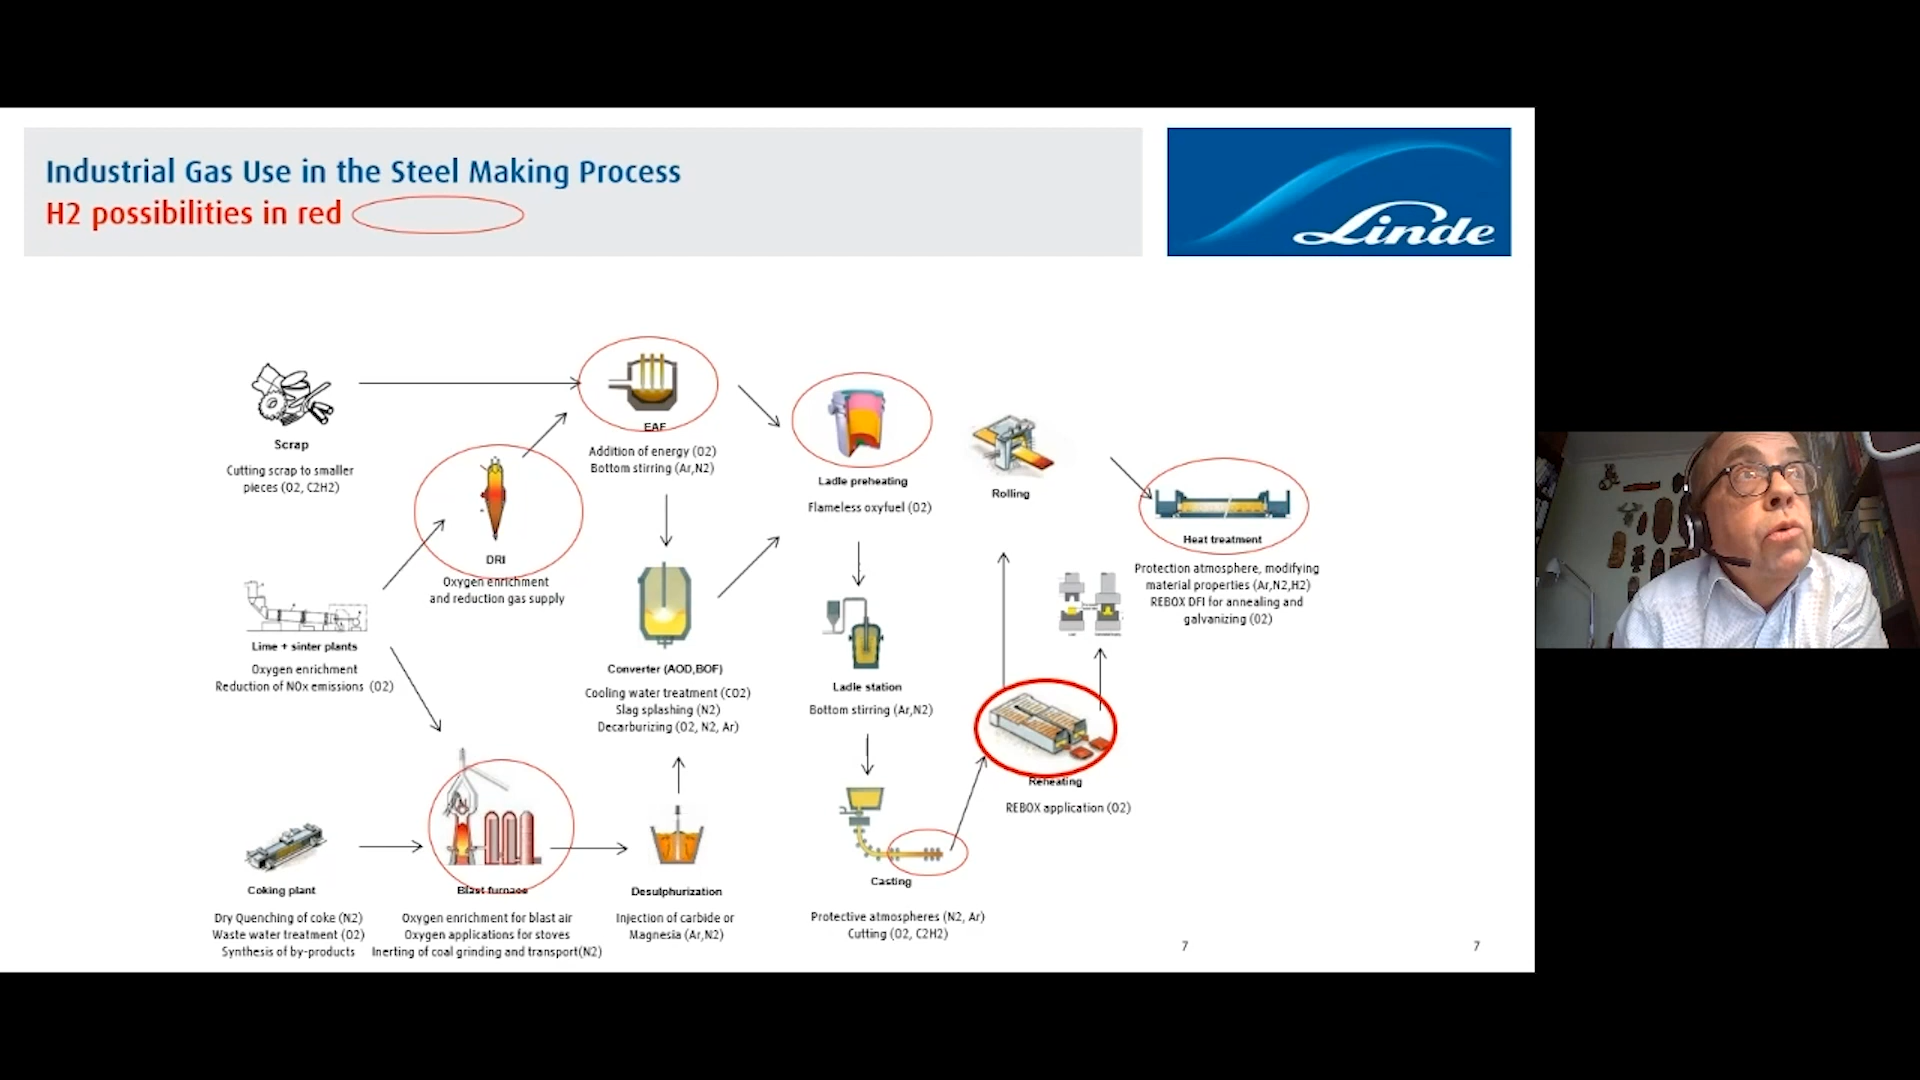 Industrial Gas Use in the Steel Making Process
H2 possibilities in red
Linde
Scrap
Cutting scrap to smaller
pieces (O2, C2H2)
EAF
Addition of energy (O2)
Bottom stirring (Ar,N2)
Ladle preheating
Flameless oxyfuel (O2)
Rolling
Heat treatment
Protection atmosphere, modifying
material properties (Ar,N2,H2)
REBOX DFI for annealing and
galvanizing (O2)
DRI
Oxygen enrichment
and reduction gas supply
Lime + sinter plants
Oxygen enrichment
Reduction of NOx emissions (O2)
Converter (AOD,BOF)
Cooling water treatment (CO2)
Slag splashing (N2)
Decarburizing (O2, N2, Ar)
Ladle station
Bottom stirring (Ar,N2)
Reheating
REBOX application (O2)
Coking plant
Dry Quenching of coke (N2)
Waste water treatment (O2)
Synthesis of by-products
Blast furnace
Oxygen enrichment for blast air
Oxygen applications for stoves
Inerting of coal grinding and transport(N2)
Desulphurization
Injection of carbide or
Magnesia (Ar,N2)
Casting
Protective atmospheres (N2, Ar)
Cutting (O2, C2H2)
7
7